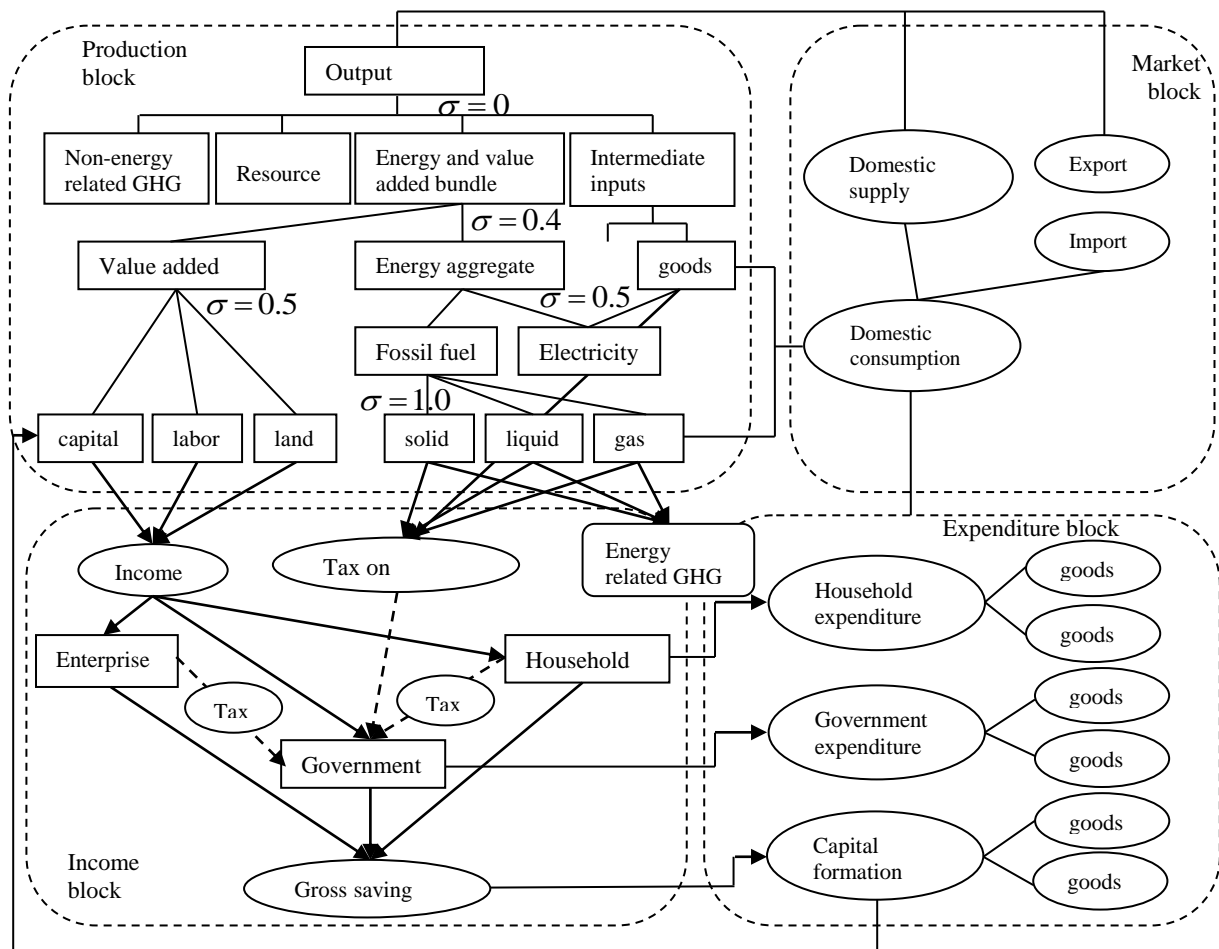 Production
block
Output
σ = 0
Non-energy
related GHG
Resource
Energy and value
added bundle
Intermediate
inputs
σ = 0.4
Value added
Energy aggregate
goods
σ = 0.5
σ = 0.5
Fossil fuel
Electricity
σ = 1.0
capital
labor
land
solid
liquid
gas
Market
block
Domestic
supply
Export
Import
Domestic
consumption
Income
Tax on
Energy
related GHG
Enterprise
Household
Tax
Tax
Government
Income
block
Gross saving
Expenditure block
Household
expenditure
goods
goods
Government
expenditure
goods
goods
Capital
formation
goods
goods